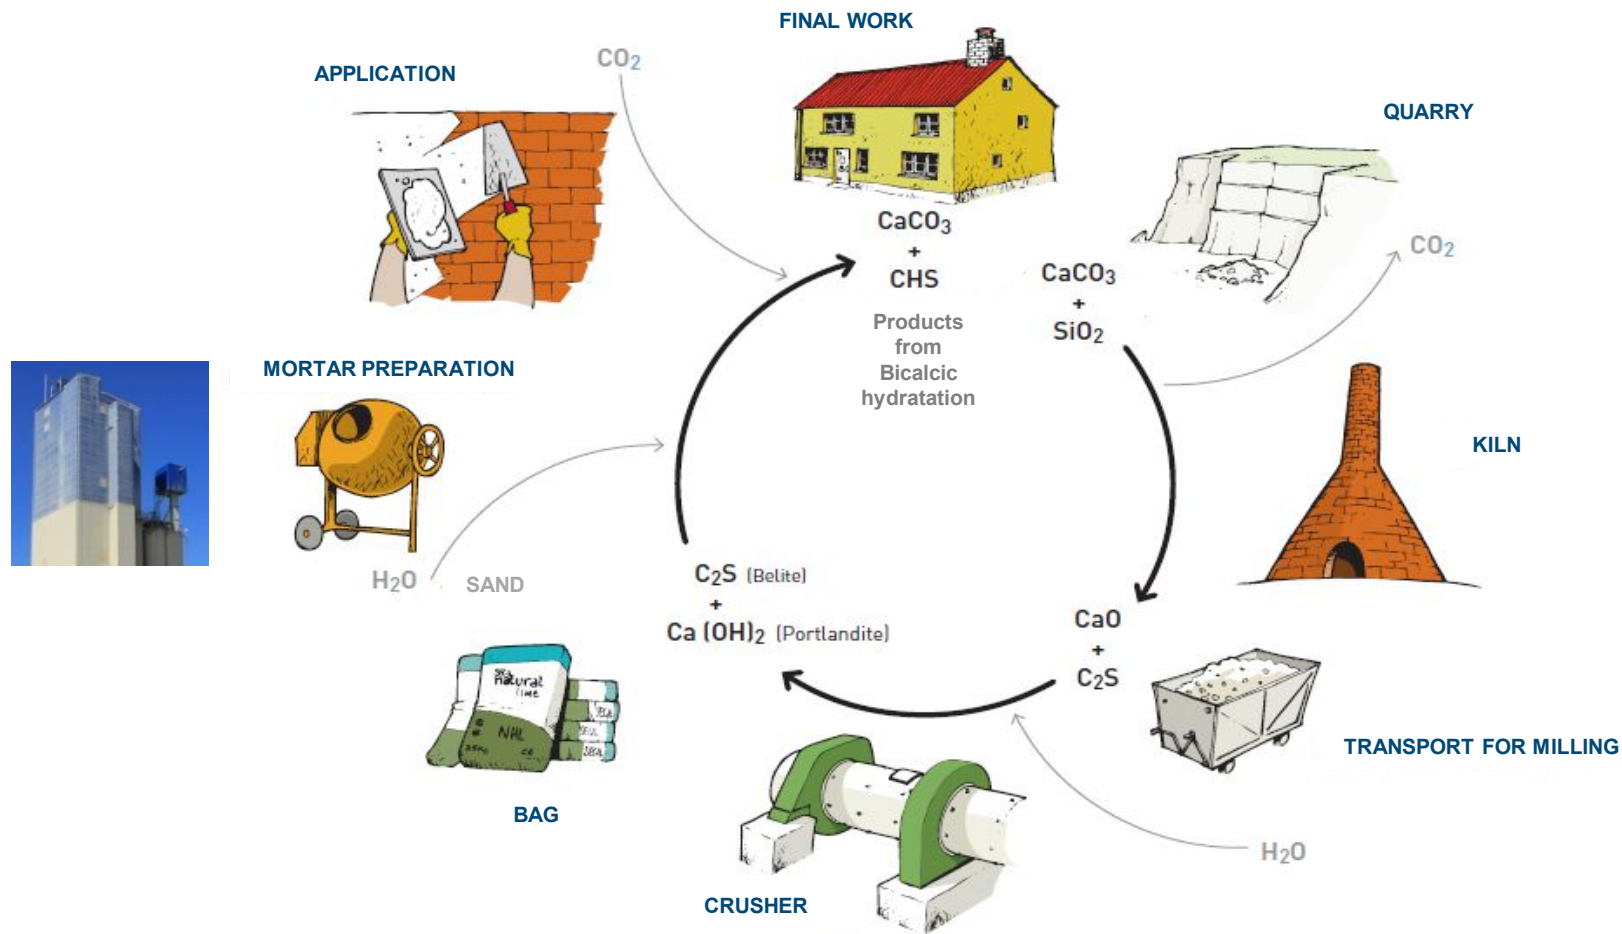 FINAL WORK
APPLICATION
CO₂
QUARRY
CaCO₃
+
CHS
Products
from
Bicalcic
hydratation
CaCO₃
+
SiO₂
CO₂
MORTAR PREPARATION
KILN
H₂O
SAND
C₂S (Belite)
+
Ca (OH)₂ (Portlandite)
CaO
+
C₂S
natural
lime
NHL
BAG
TRANSPORT FOR MILLING
H₂O
CRUSHER